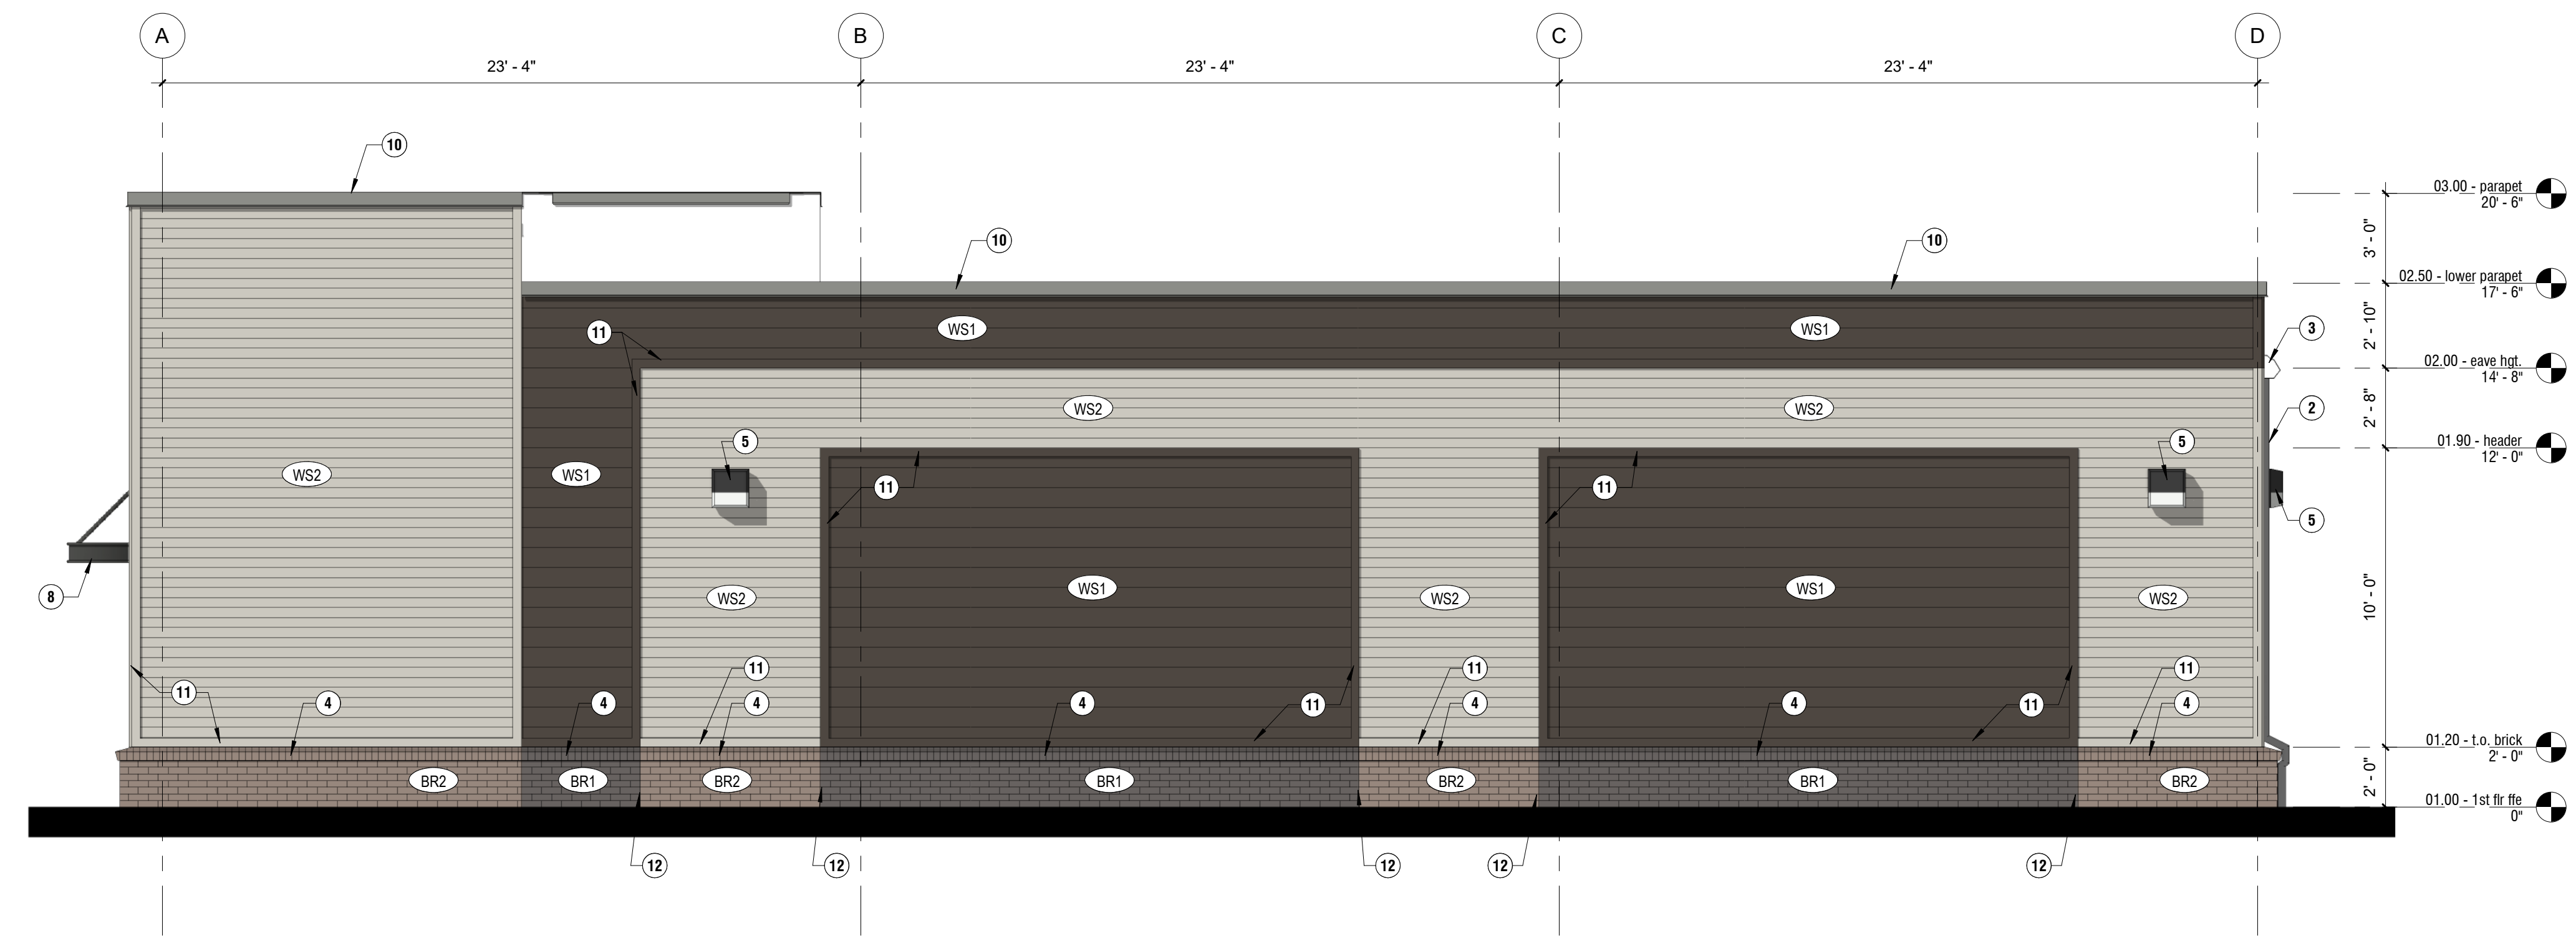 A B C D
23' - 4" 23' - 4" 23' - 4"
10
03.00 - parapet
20' - 6"
3' - 0"
10 10
02.50 - lower parapet
17' - 6"
2' - 10"
11 WS1 WS1 3
02.00 - eave hgt.
14' - 8"
2' - 8"
WS2 WS2 2
5 5
01.90 - header
12' - 0"
WS2 WS1 11 11
5
8 WS2 WS1 WS2 WS1 WS2
10' - 0"
11 11 11
11 4 4 4 4 11 4 4 11 4
01.20 - t.o. brick
2' - 0"
BR2 BR1 BR2 BR1 BR2 BR1 BR2
2' - 0"
01.00 - 1st flr ffe
0"
12 12 12 12 12